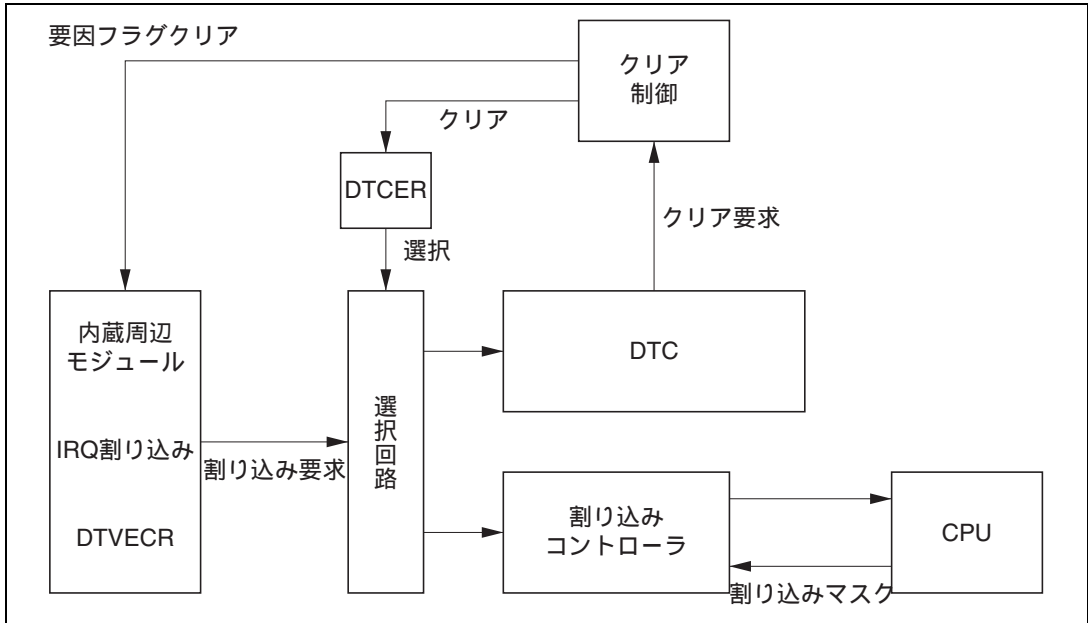 要因フラグクリア
クリア
制御
クリア
DTCER
クリア要求
選択
内蔵周辺
モジュール
DTC
選択回路
IRQ割り込み
割り込み要求
割り込み
コントローラ
DTVECR
CPU
割り込みマスク